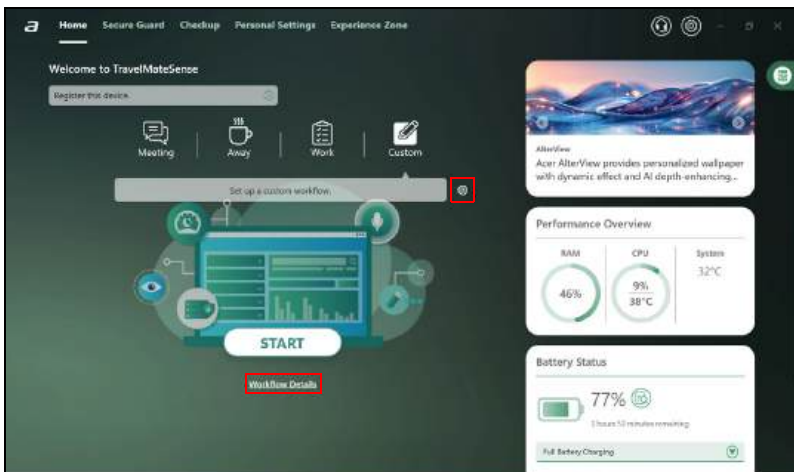 a Home Secure Guard Checkup Personal Settings Experience Zone
Welcome to TravelMateSense
Register this device.
Meeting Away Work Custom
Set up a custom workflow.
START
Workflow Details
AlterView
Acer AlterView provides personalized wallpaper
with dynamic effect and AI depth-enhancing...
Performance Overview
RAM CPU System
46% 9% 32°C
38°C
Battery Status
77%
3 hours 52 minutes remaining
Full Battery Charging